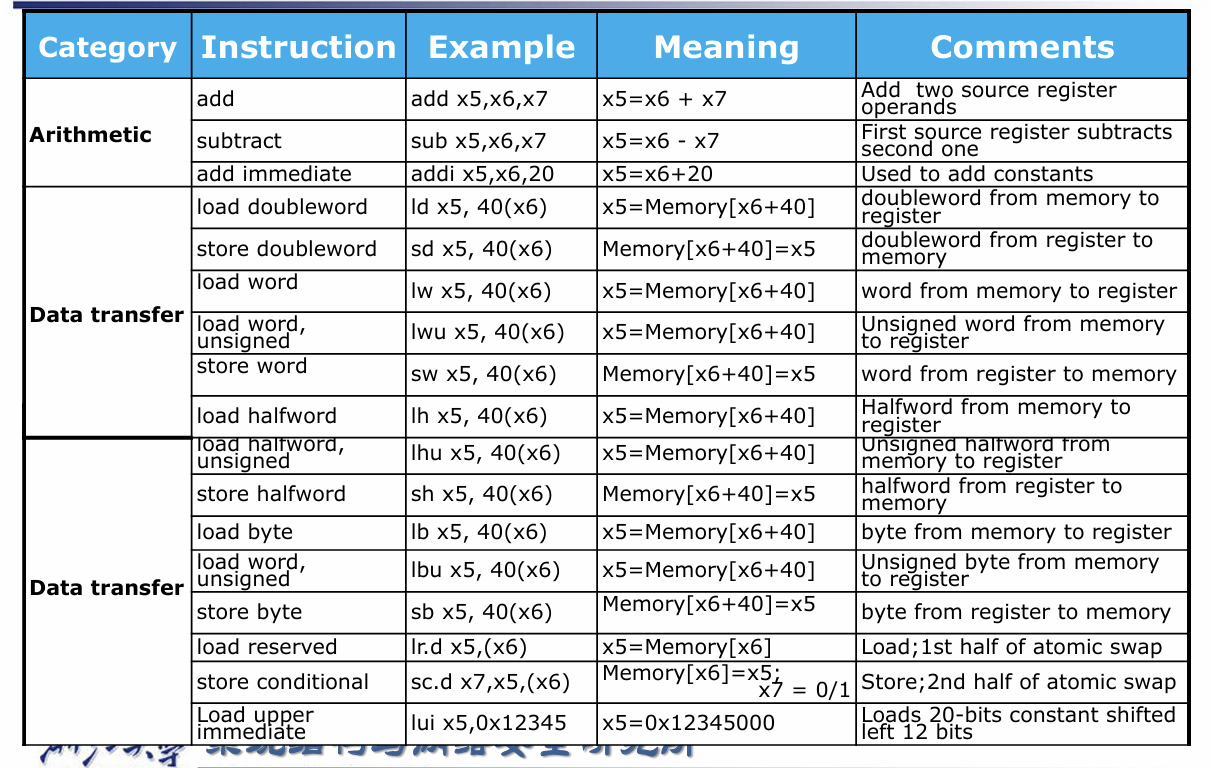 Category Instruction Example Meaning Comments
Arithmetic
add add x5,x6,x7 x5=x6 + x7 Add two source register
operands
subtract sub x5,x6,x7 x5=x6 - x7 First source register subtracts
second one
add immediate addi x5,x6,20 x5=x6+20 Used to add constants
Data transfer
load doubleword ld x5, 40(x6) x5=Memory[x6+40] doubleword from memory to
register
store doubleword sd x5, 40(x6) Memory[x6+40]=x5 doubleword from register to
memory
load word lw x5, 40(x6) x5=Memory[x6+40] word from memory to register
load word,
unsigned lwu x5, 40(x6) x5=Memory[x6+40] Unsigned word from memory
to register
store word sw x5, 40(x6) Memory[x6+40]=x5 word from register to memory
load halfword lh x5, 40(x6) x5=Memory[x6+40] Halfword from memory to
register
Data transfer
load halfword,
unsigned lhu x5, 40(x6) x5=Memory[x6+40] Unsigned halfword from
memory to register
store halfword sh x5, 40(x6) Memory[x6+40]=x5 halfword from register to
memory
load byte lb x5, 40(x6) x5=Memory[x6+40] byte from memory to register
load word,
unsigned lbu x5, 40(x6) x5=Memory[x6+40] Unsigned byte from memory
to register
store byte sb x5, 40(x6) Memory[x6+40]=x5 byte from register to memory
load reserved lr.d x5,(x6) x5=Memory[x6] Load;1st half of atomic swap
store conditional sc.d x7,x5,(x6) Memory[x6]=x5;
x7 = 0/1 Store;2nd half of atomic swap
Load upper
immediate lui x5,0x12345 x5=0x12345000 Loads 20-bits constant shifted
left 12 bits